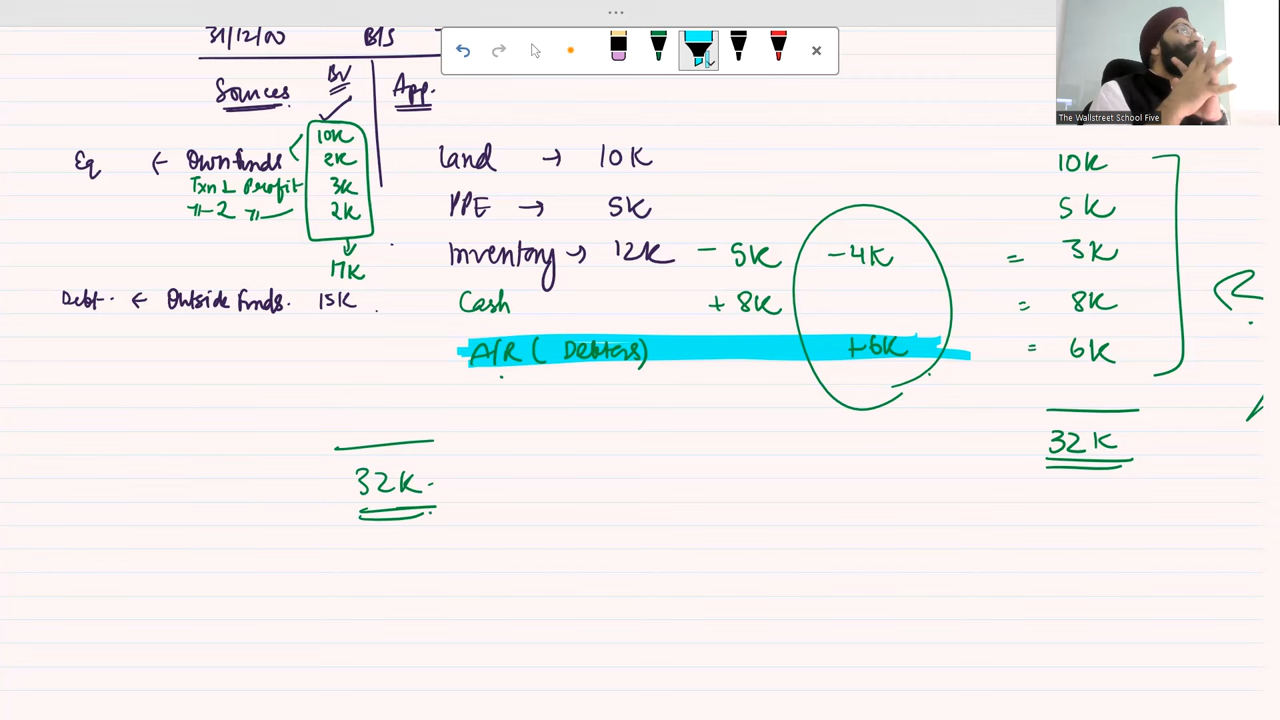 31/12/00 B/S
Sources BV App.
10K
Eq ← Own funds 2K Land → 10K 10K
Txn 1 Profit 3K
-"-2 -"- 2K PPE → 5K 5K
17K Inventory → 12K - 5K -4K = 3K
Debt. ← Outside funds. 15K. Cash + 8K = 8K
A/R ( Debtors) +6K = 6K
32K
32K.
The Wallstreet School Five